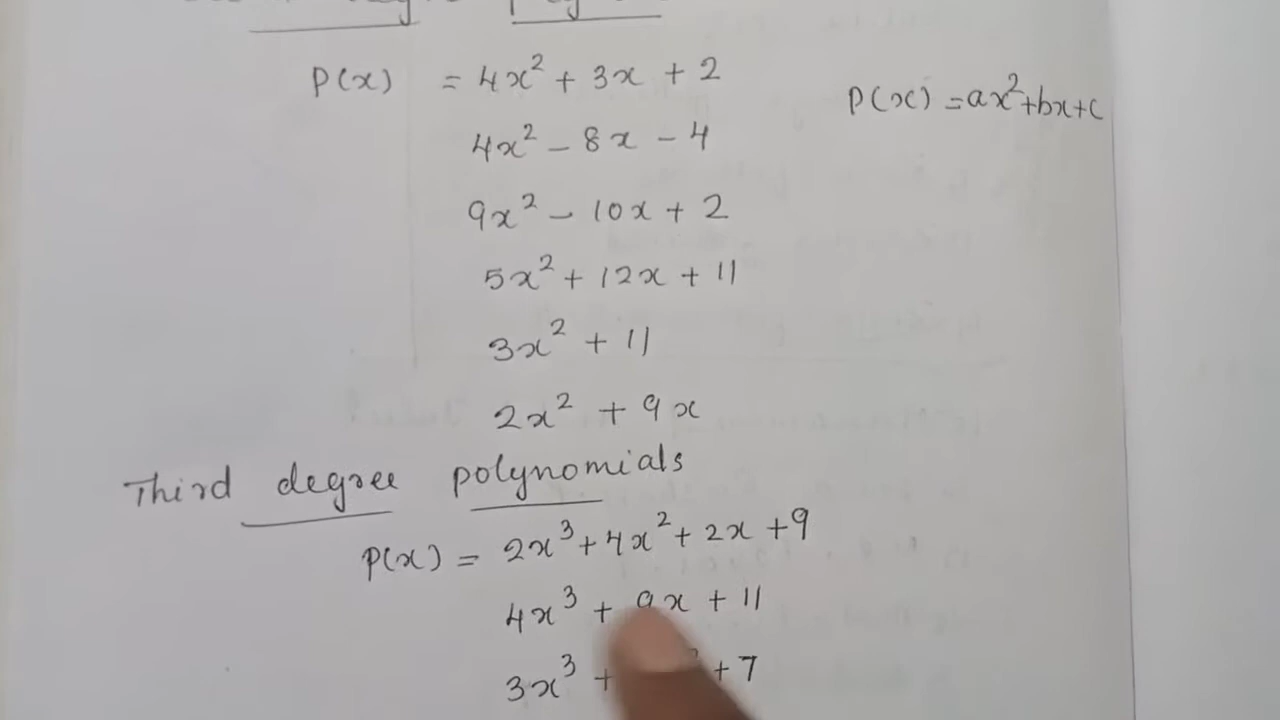 P(x) = 4x² + 3x + 2
P(x) = ax²+bx+c
4x² - 8x - 4
9x² - 10x + 2
5x² + 12x + 11
3x² + 11
2x² + 9x
Third degree polynomials
P(x) = 2x³ + 4x² + 2x + 9
4x³ + 9x + 11
3x³ + + 7